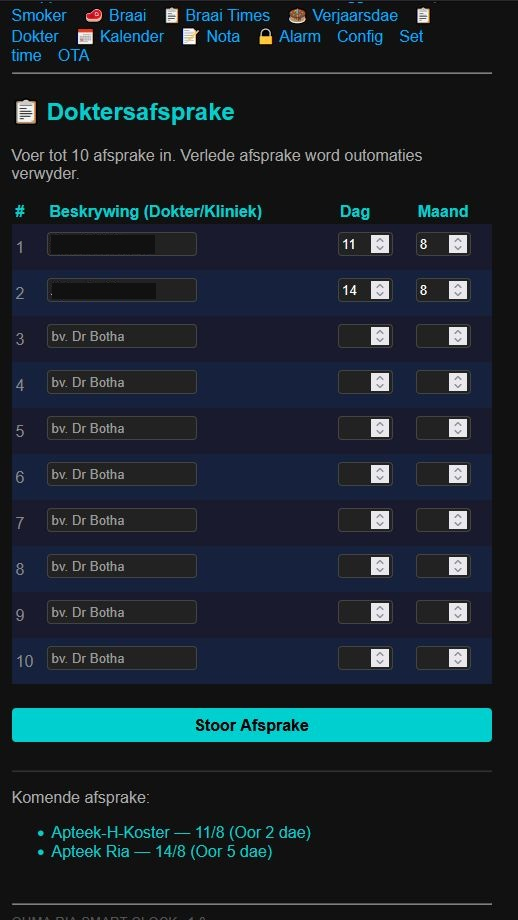 Smoker Braai Braai Times Verjaarsdae
Dokter Kalender Nota Alarm Config Set
time OTA
Doktersafsprake
Voer tot 10 afsprake in. Verlede afsprake word outomaties
verwyder.
# Beskrywing (Dokter/Kliniek) Dag Maand
1 11 8
2 14 8
3 bv. Dr Botha
4 bv. Dr Botha
5 bv. Dr Botha
6 bv. Dr Botha
7 bv. Dr Botha
8 bv. Dr Botha
9 bv. Dr Botha
10 bv. Dr Botha
Stoor Afsprake
Komende afsprake:
• Apteek-H-Koster — 11/8 (Oor 2 dae)
• Apteek Ria — 14/8 (Oor 5 dae)